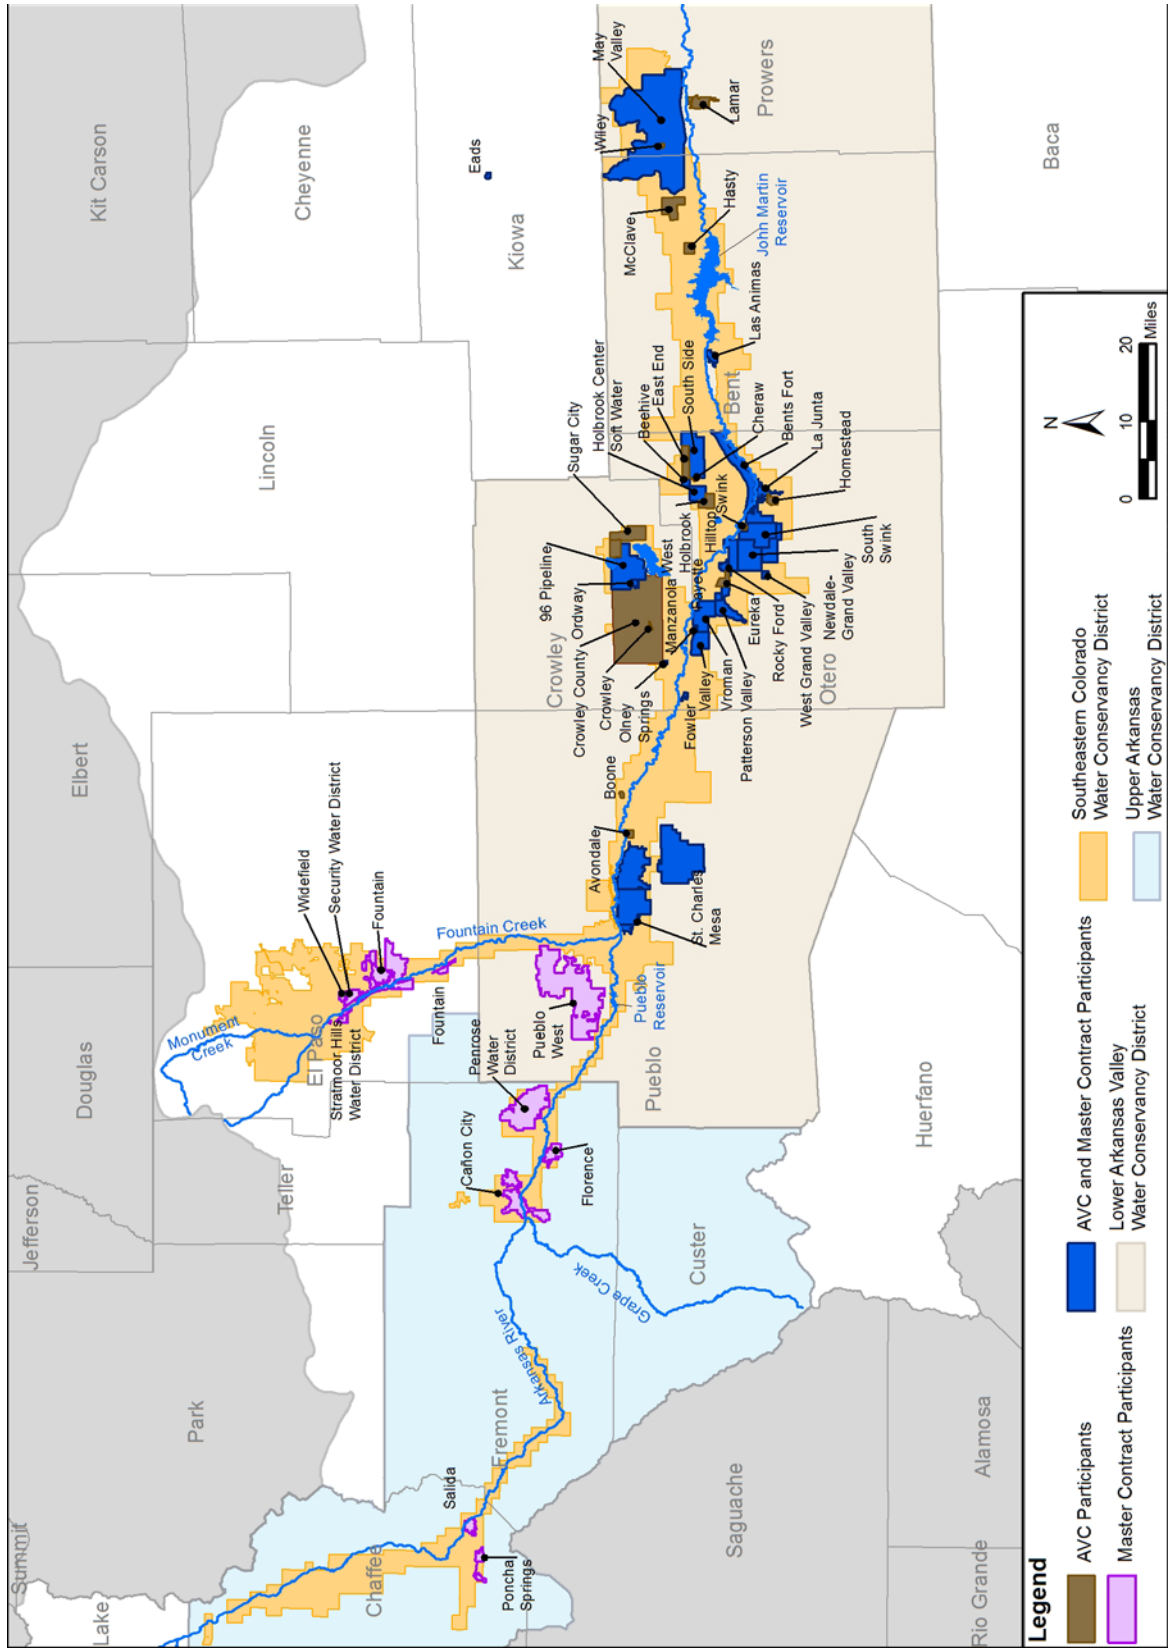 Summit
Lake
Park
Jefferson
Douglas
Elbert
Kit Carson
Cheyenne
Lincoln
Kiowa
Teller
El Paso
Chaffee
Fremont
Custer
Pueblo
Crowley
Otero
Bent
Prowers
Baca
Huerfano
Saguache
Alamosa
Rio Grande
Monument
Creek
Fountain Creek
Arkansas River
Grape Creek
Pueblo
Reservoir
John Martin
Reservoir
Poncha
Springs
Salida
Cañon City
Florence
Penrose
Water
District
Pueblo
West
Stratmoor Hills
Water District
Widefield
Security Water District
Fountain
Fountain
St. Charles
Mesa
Avondale
Boone
Fowler
Olney
Springs
Crowley
Crowley County
Ordway
96 Pipeline
Sugar City
Manzanola
Valley
Vroman
Patterson Valley
Fayette
West
Holbrook
Eureka
Rocky Ford
West Grand Valley
Newdale-
Grand Valley
Hilltop
Swink
South
Swink
Holbrook Center
Soft Water
Beehive
East End
South Side
Cheraw
Bents Fort
La Junta
Homestead
Las Animas
Hasty
McClave
Wiley
May
Valley
Lamar
Eads
N
0
10
20
Miles
Legend
AVC Participants
Master Contract Participants
AVC and Master Contract Participants
Lower Arkansas Valley
Water Conservancy District
Southeastern Colorado
Water Conservancy District
Upper Arkansas
Water Conservancy District